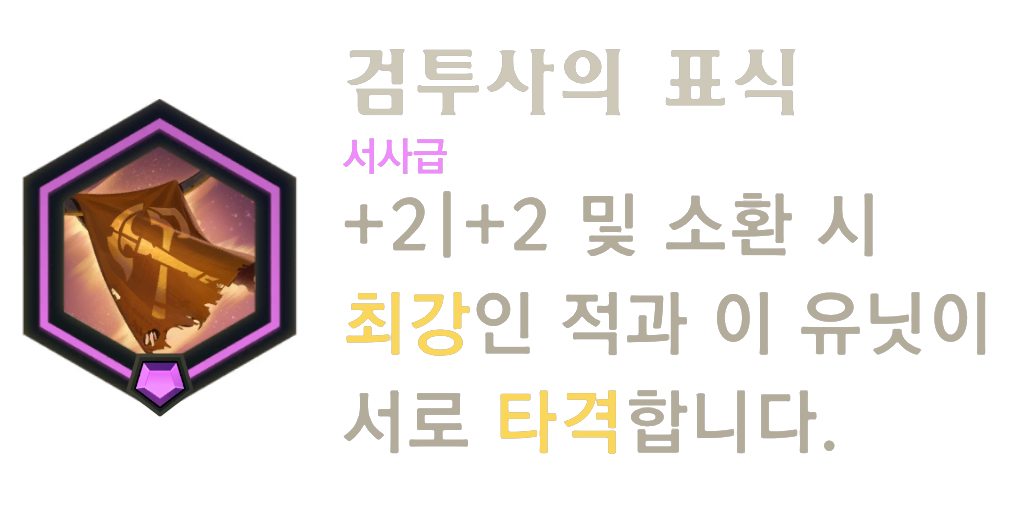 검투사의 표식
서사급
+2|+2 및 소환 시
최강인 적과 이 유닛이
서로 타격합니다.